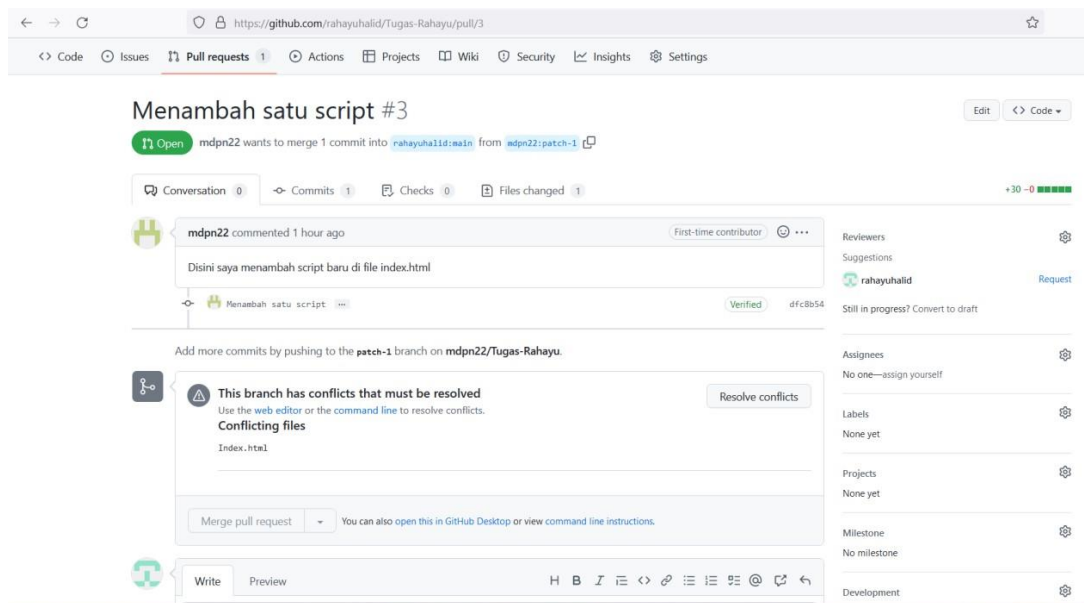 https://github.com/rahayuhalid/Tugas-Rahayu/pull/3
<> Code Issues Pull requests 1 Actions Projects Wiki Security Insights Settings
Menambah satu script #3
Edit <> Code
Open mdpn22 wants to merge 1 commit into rahayuhalid:main from mdpn22:patch-1
Conversation 0 Commits 1 Checks 0 Files changed 1 +30 −0
mdpn22 commented 1 hour ago First-time contributor ...
Disini saya menambah script baru di file index.html
Menambah satu script ... Verified dfc8b54
Add more commits by pushing to the patch-1 branch on mdpn22/Tugas-Rahayu.
This branch has conflicts that must be resolved
Use the web editor or the command line to resolve conflicts.
Resolve conflicts
Conflicting files
Index.html
Merge pull request You can also open this in GitHub Desktop or view command line instructions.
Write Preview H B I <> @
Reviewers
Suggestions
rahayuhalid Request
Still in progress? Convert to draft
Assignees
No one—assign yourself
Labels
None yet
Projects
None yet
Milestone
No milestone
Development